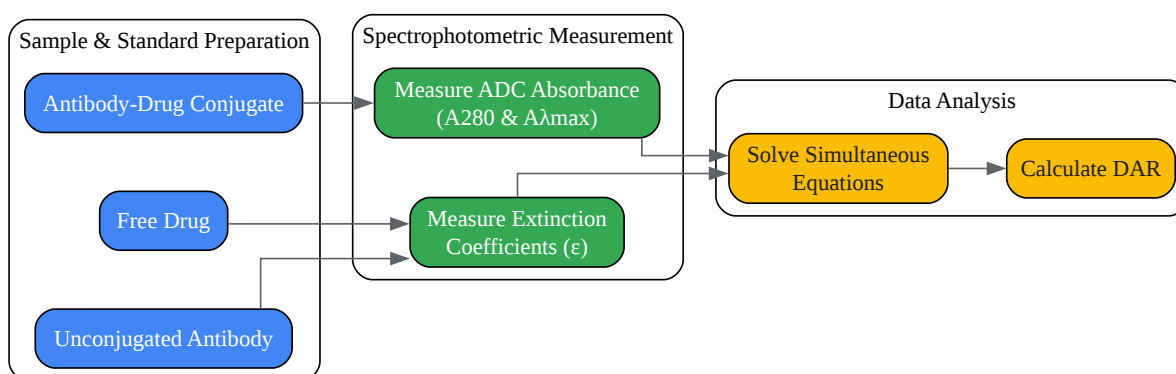 Sample & Standard Preparation
Antibody-Drug Conjugate
Free Drug
Unconjugated Antibody
Spectrophotometric Measurement
Measure ADC Absorbance
(A280 & Aλmax)
Measure Extinction
Coefficients (ε)
Data Analysis
Solve Simultaneous
Equations
Calculate DAR